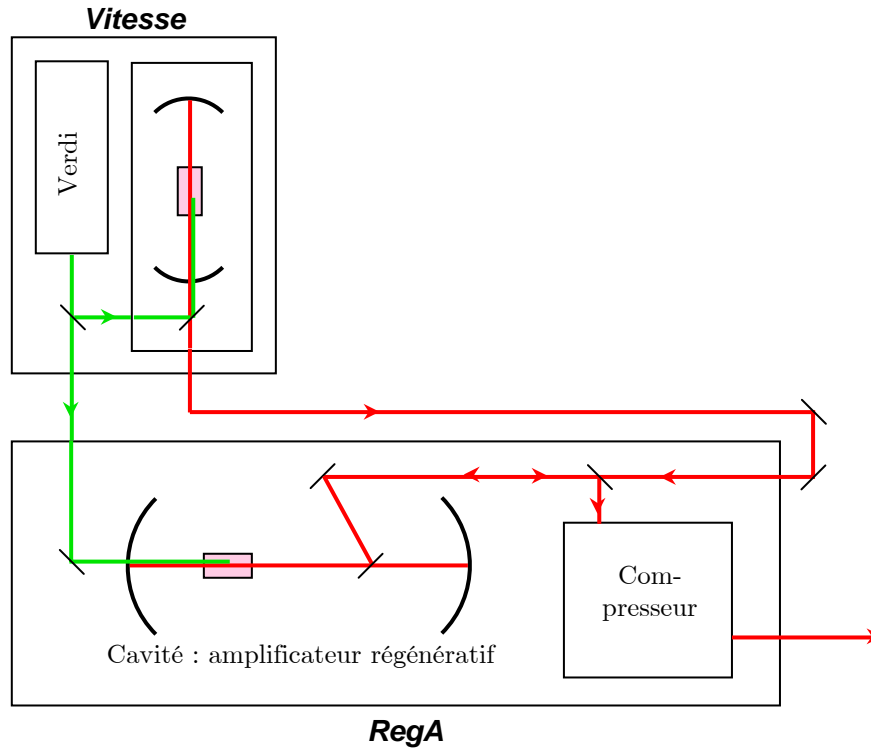 Vitesse
Verdi
Com-
presseur
Cavité : amplificateur régénératif
RegA